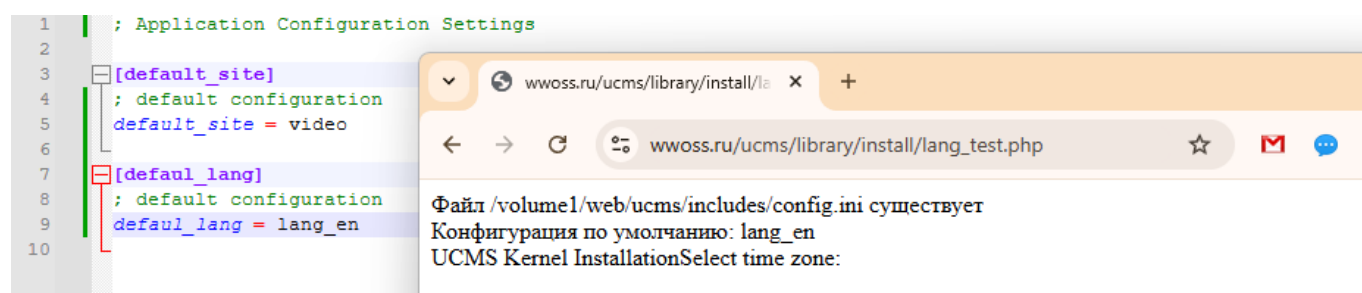 1 ; Application Configuration Settings
2
3 [default_site]
4 ; default configuration
5 default_site = video
6
7 [defaul_lang]
8 ; default configuration
9 defaul_lang = lang_en
10
wwoss.ru/ucms/library/install/la
wwoss.ru/ucms/library/install/lang_test.php
Файл /volume1/web/ucms/includes/config.ini существует
Конфигурация по умолчанию: lang_en
UCMS Kernel InstallationSelect time zone: